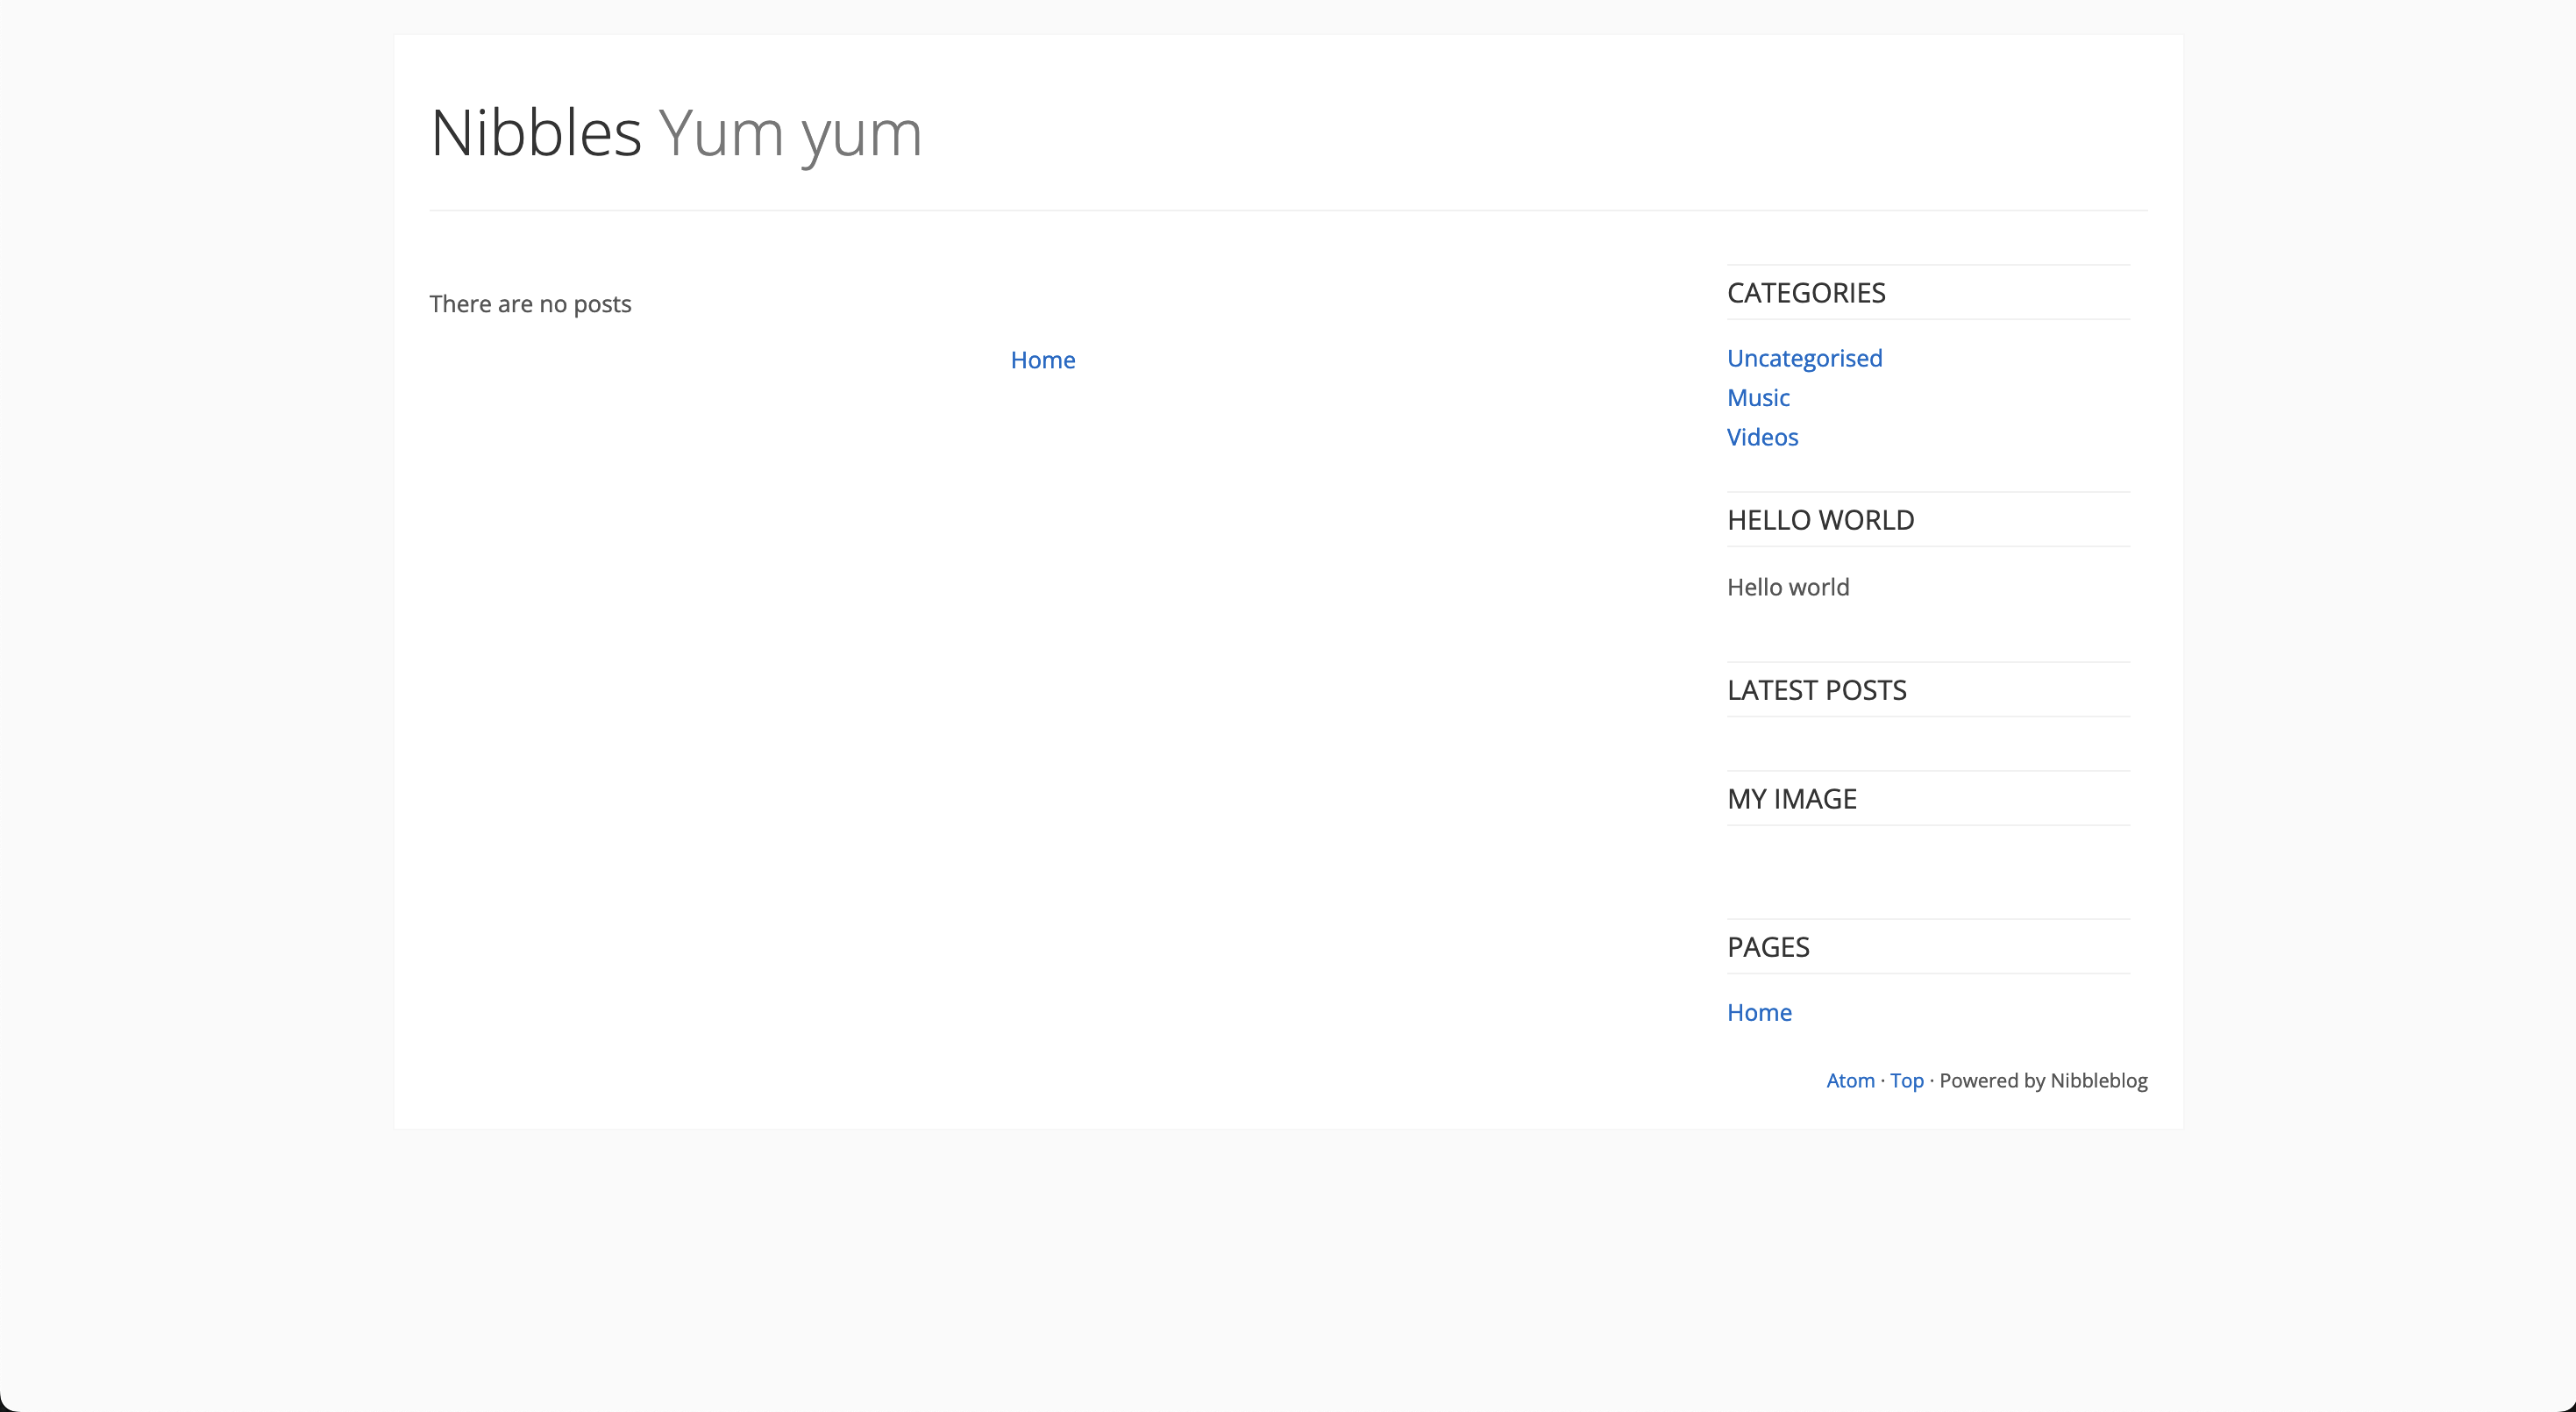 Nibbles Yum yum
There are no posts
Home
CATEGORIES
Uncategorised
Music
Videos
HELLO WORLD
Hello world
LATEST POSTS
MY IMAGE
PAGES
Home
Atom · Top · Powered by Nibbleblog